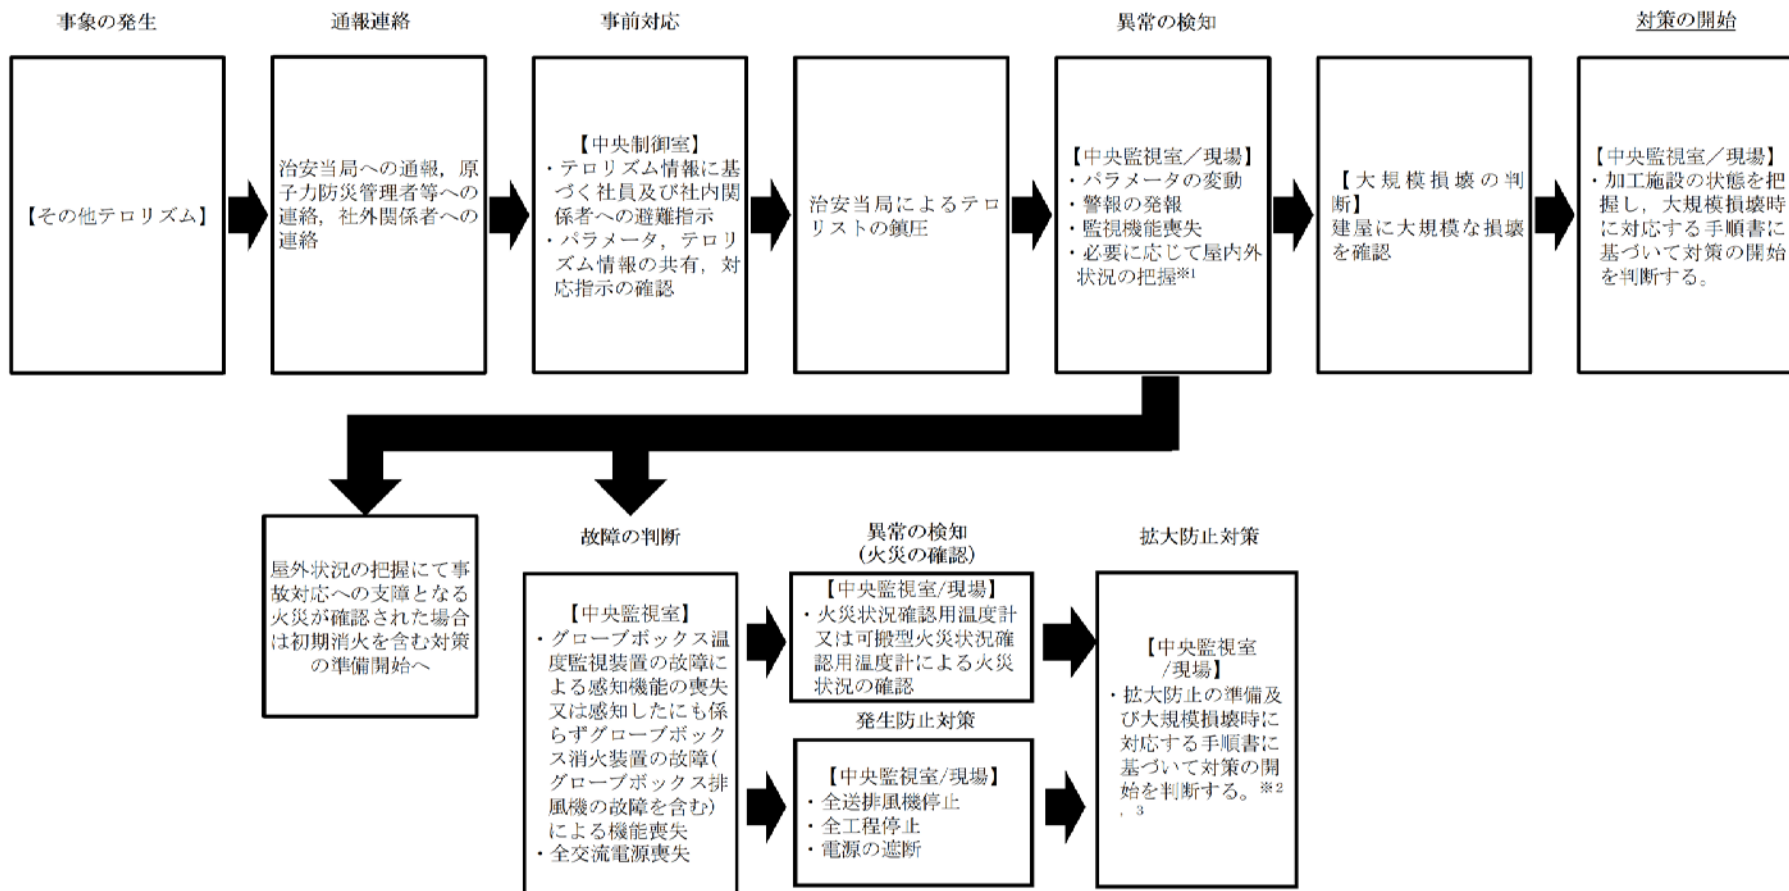 事象の発生
通報連絡
事前対応
異常の検知
対策の開始
【その他テロリズム】
治安当局への通報，原
子力防災管理者等への
連絡，社外関係者への
連絡
【中央制御室】
・テロリズム情報に基
づく社員及び社内関
係者への避難指示
・パラメータ，テロリ
ズム情報の共有，対
応指示の確認
治安当局によるテロ
リストの鎮圧
【中央監視室／現場】
・パラメータの変動
・警報の発報
・監視機能喪失
・必要に応じて屋内外
状況の把握※1
【大規模損壊の判
断】
建屋に大規模な損壊
を確認
【中央監視室／現場】
・加工施設の状態を把
握し，大規模損壊時
に対応する手順書に
基づいて対策の開始
を判断する。
屋外状況の把握にて事
故対応への支障となる
火災が確認された場合
は初期消火を含む対策
の準備開始へ
故障の判断
【中央監視室】
・グローブボックス温
度監視装置の故障に
よる感知機能の喪失
又は感知したにも係
らずグローブボック
ス消火装置の故障(
グローブボックス排
風機の故障を含む)
による機能喪失
・全交流電源喪失
異常の検知
(火災の確認)
【中央監視室/現場】
・火災状況確認用温度計
又は可搬型火災状況確
認用温度計による火災
状況の確認
発生防止対策
【中央監視室/現場】
・全送排風機停止
・全工程停止
・電源の遮断
拡大防止対策
【中央監視室
/現場】
・拡大防止の準備及
び大規模損壊時に
対応する手順書に
基づいて対策の開
始を判断する。※2
，3